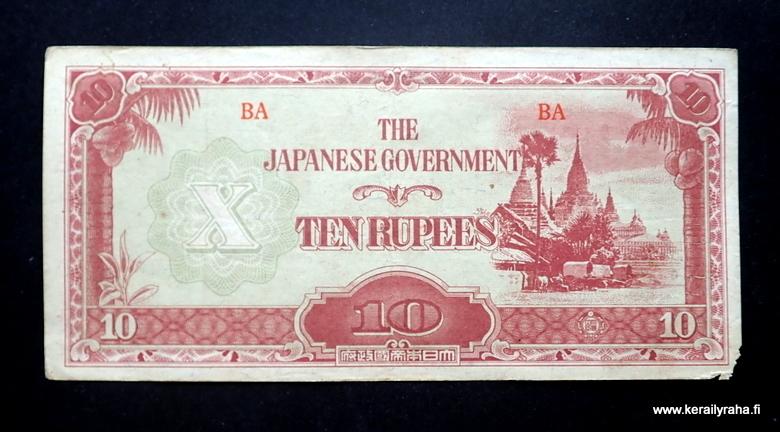 10
10
BA
BA
THE
JAPANESE GOVERNMENT
X
TEN RUPEES
10
10
10
大日本帝國政府
www.kerailyraha.fi